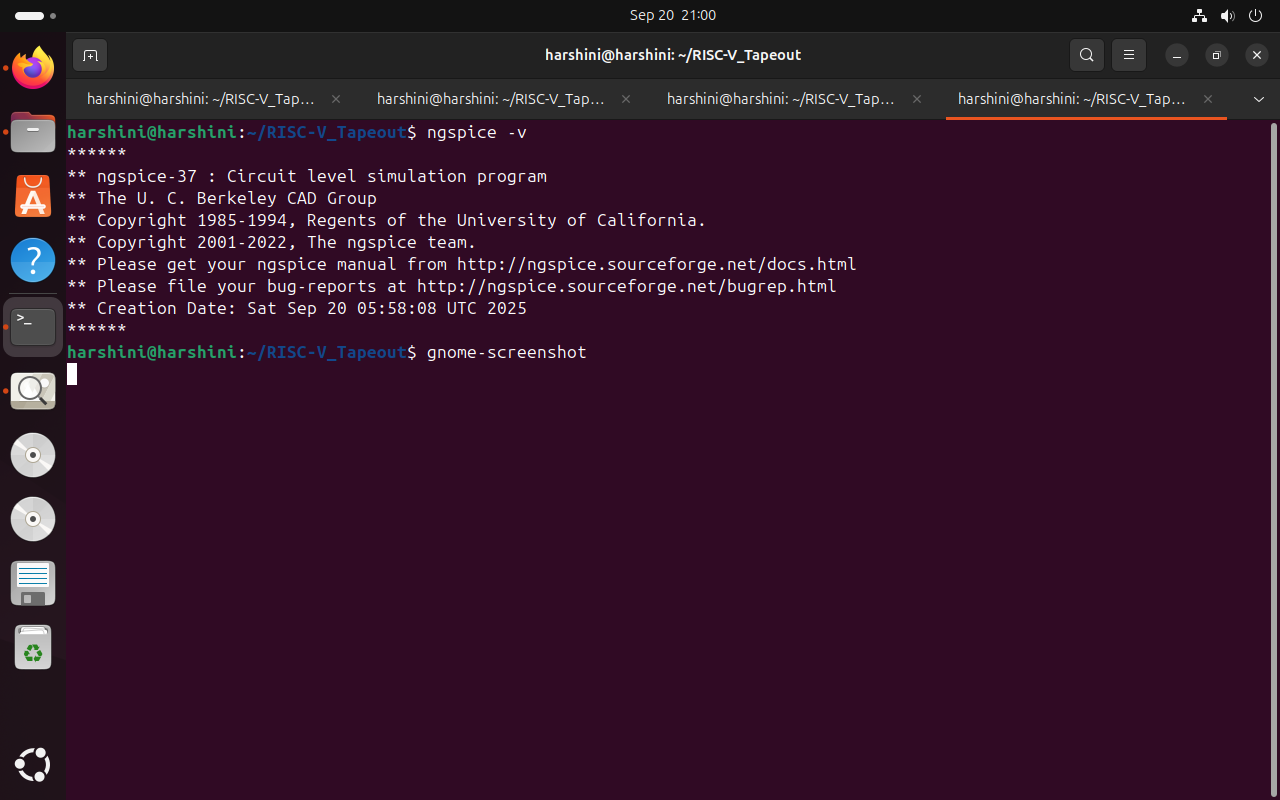 Sep 20 21:00
harshini@harshini: ~/RISC-V_Tapeout
harshini@harshini: ~/RISC-V_Tap…
harshini@harshini: ~/RISC-V_Tap…
harshini@harshini: ~/RISC-V_Tap…
harshini@harshini: ~/RISC-V_Tap…
harshini@harshini:~/RISC-V_Tapeout$ ngspice -v
******
** ngspice-37 : Circuit level simulation program
** The U. C. Berkeley CAD Group
** Copyright 1985-1994, Regents of the University of California.
** Copyright 2001-2022, The ngspice team.
** Please get your ngspice manual from http://ngspice.sourceforge.net/docs.html
** Please file your bug-reports at http://ngspice.sourceforge.net/bugrep.html
** Creation Date: Sat Sep 20 05:58:08 UTC 2025
******
harshini@harshini:~/RISC-V_Tapeout$ gnome-screenshot